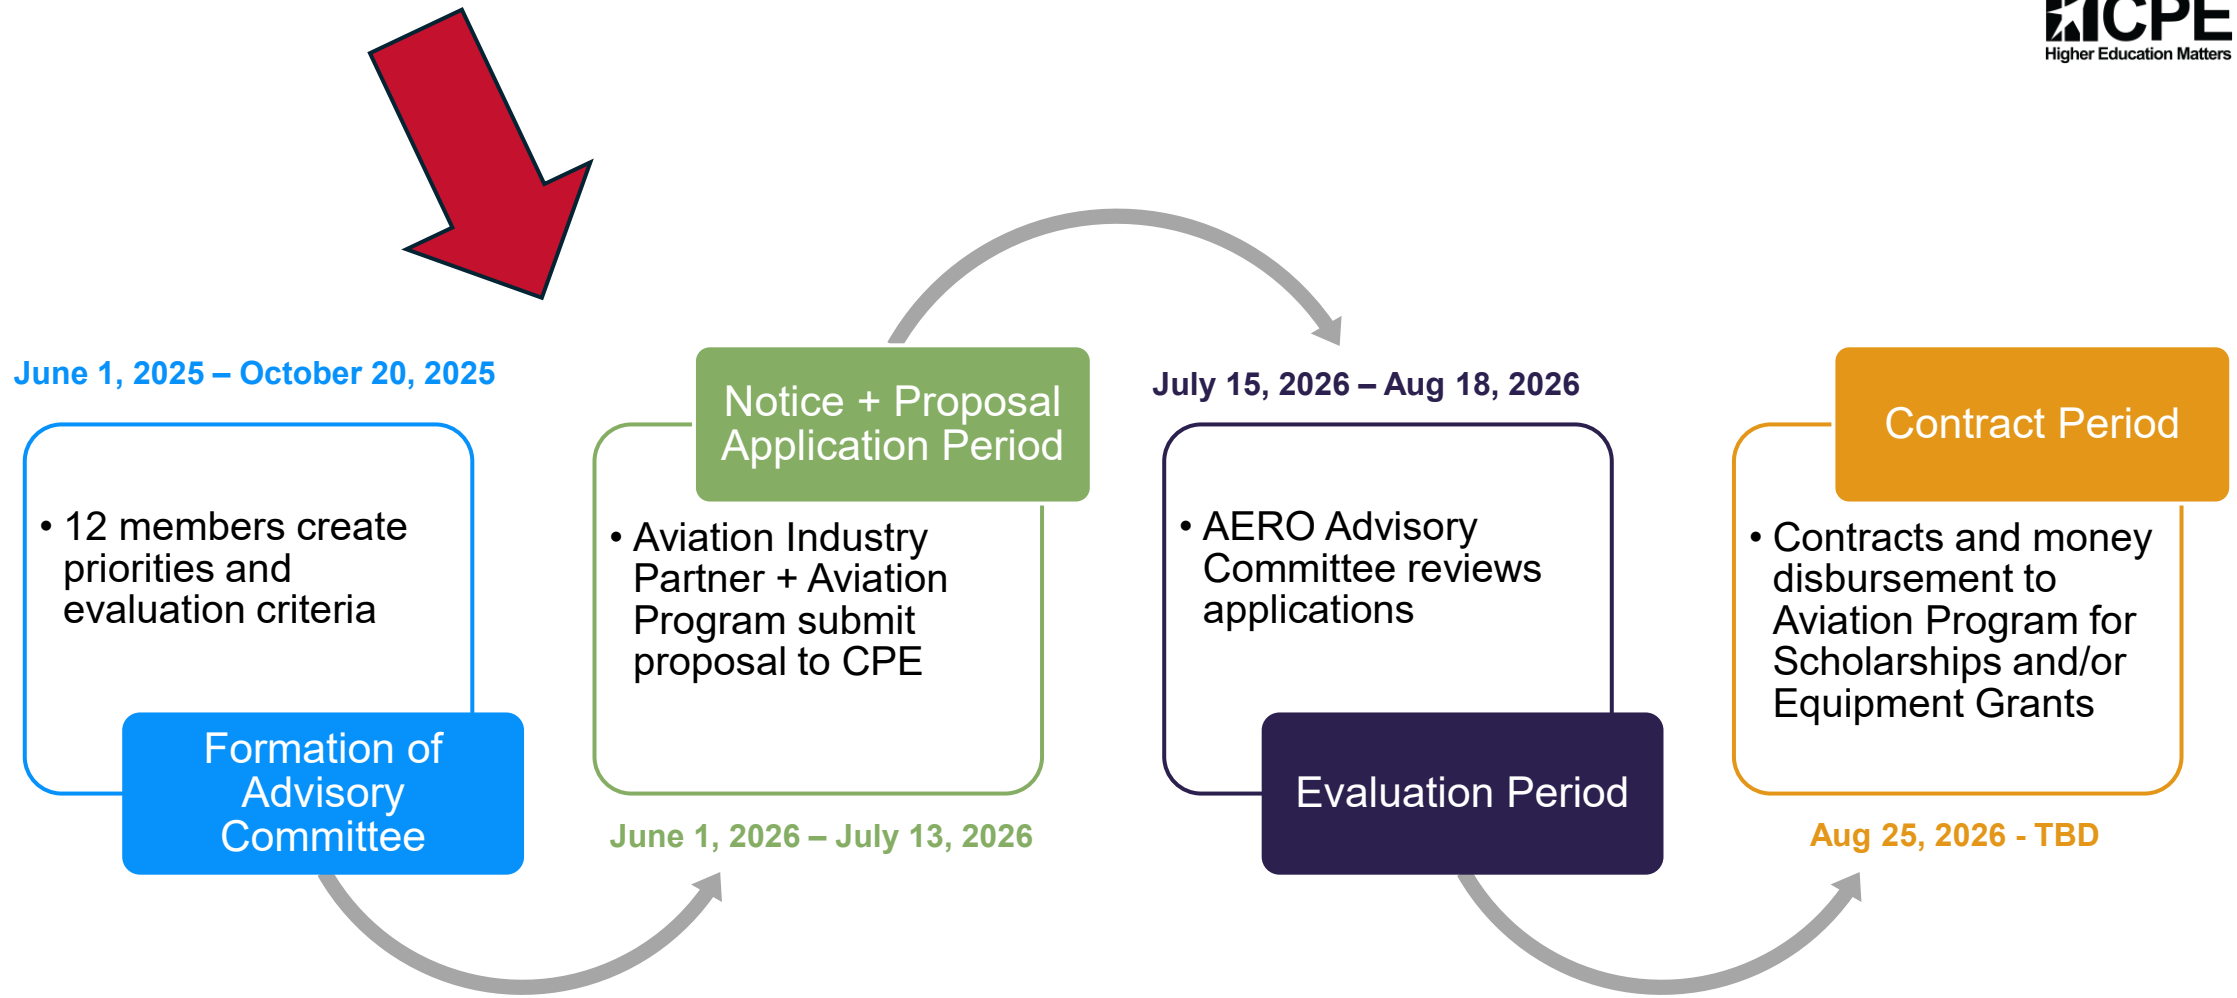 CPE
Higher Education Matters
June 1, 2025 – October 20, 2025
• 12 members create
priorities and
evaluation criteria
Formation of
Advisory
Committee
Notice + Proposal
Application Period
• Aviation Industry
Partner + Aviation
Program submit
proposal to CPE
June 1, 2026 – July 13, 2026
July 15, 2026 – Aug 18, 2026
• AERO Advisory
Committee reviews
applications
Evaluation Period
Contract Period
• Contracts and money
disbursement to
Aviation Program for
Scholarships and/or
Equipment Grants
Aug 25, 2026 - TBD